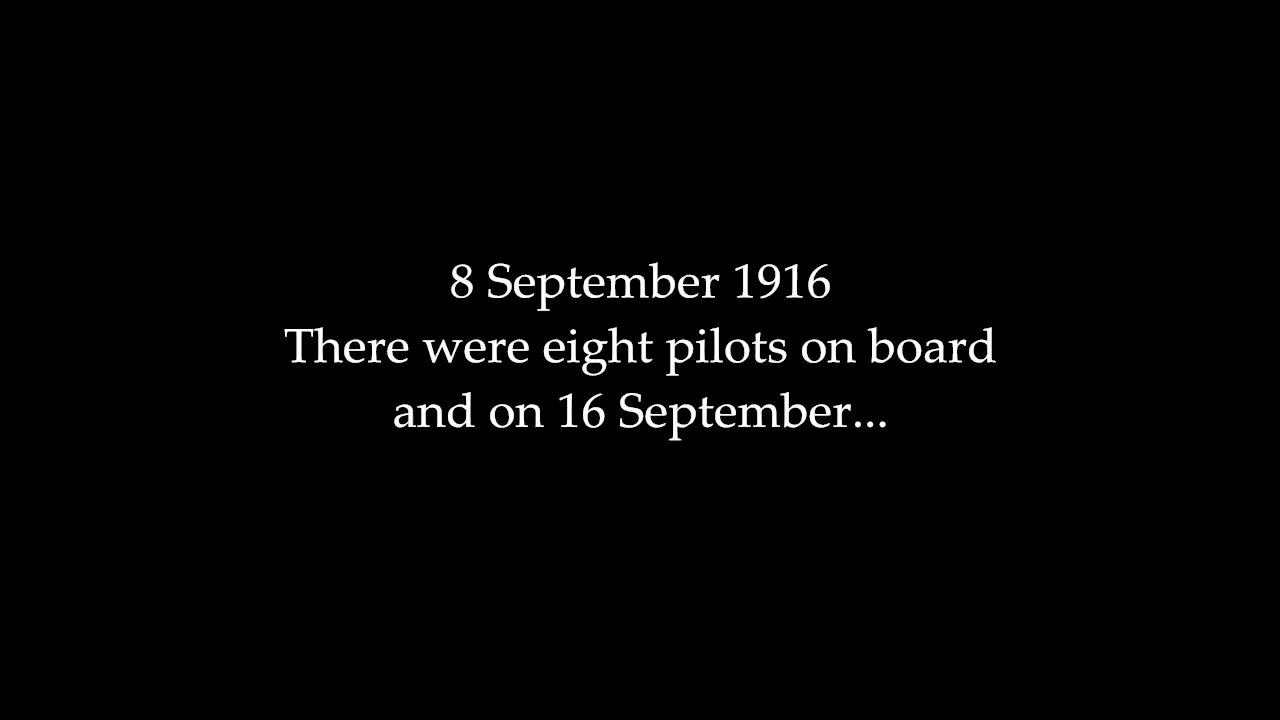 8 September 1916
There were eight pilots on board
and on 16 September...